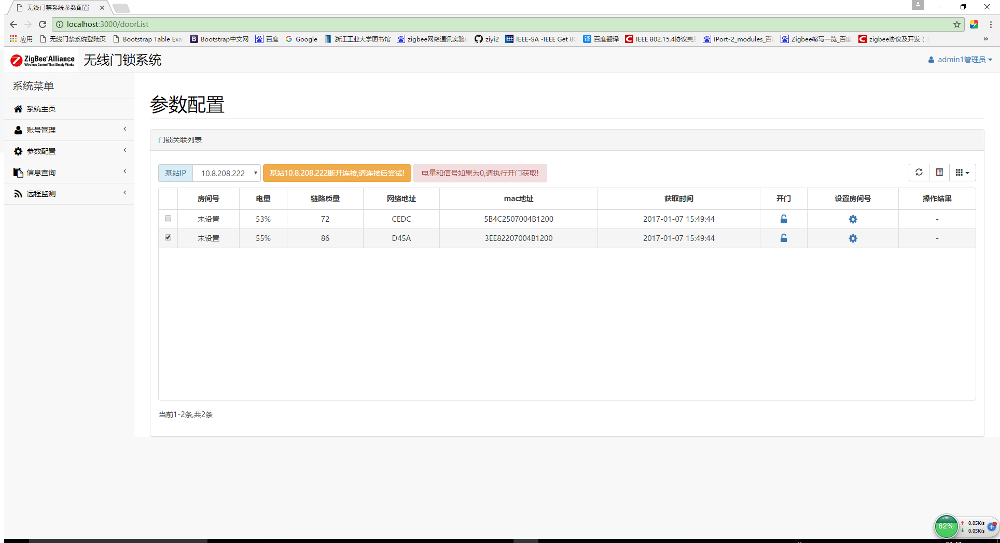 无线门禁系统参数配置
localhost:3000/doorList
应用 无线门禁系统登陆页 Bootstrap Table Exa Bootstrap中文网 百度 Google 浙江工业大学图书馆 zigbee网络通讯实验( ziyi2 IEEE-SA -IEEE Get 80 百度翻译 IEEE 802.15.4协议完 IPort-2_modules_百 Zigbee缩写一览_百度 zigbee协议及开发 ( 3 »
ZigBee Alliance
Wireless Control That Simply Works
无线门锁系统
admin1管理员
系统菜单
系统主页
账号管理
参数配置
信息查询
远程监测
参数配置
门锁关联列表
基站IP 10.8.208.222 基站10.8.208.222断开连接,请连接后尝试! 电量和信号如果为0,请执行开门获取!
房间号 电量 链路质量 网络地址 mac地址 获取时间 开门 设置房间号 操作结果
未设置 53% 72 CEDC 5B4C2507004B1200 2017-01-07 15:49:44 -
未设置 55% 86 D45A 3EE82207004B1200 2017-01-07 15:49:44 -
当前1-2条,共2条
62%
0.05K/s
0.05K/s